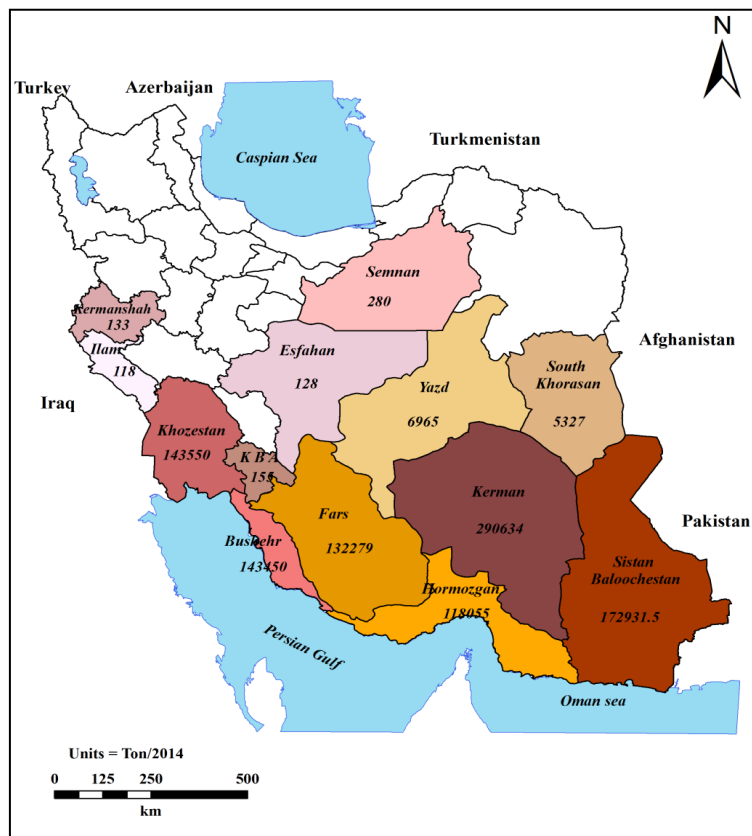 N
Turkey
Azerbaijan
Turkmenistan
Caspian Sea
Semnan
280
Kermanshah
133
Afghanistan
Ilam
118
Esfahan
128
South
Khorasan
5327
Yazd
6965
Iraq
Khozestan
143550
K B A
155
Kerman
290634
Fars
132279
Pakistan
Bushehr
143450
Sistan
Baloochestan
172931.5
Hormozgan
118055
Persian Gulf
Oman sea
Units = Ton/2014
0 125 250 500
km